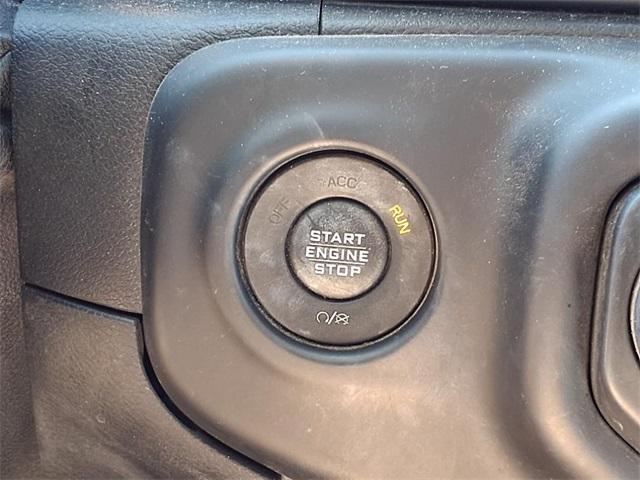 OFF
ACC
RUN
START
ENGINE
STOP